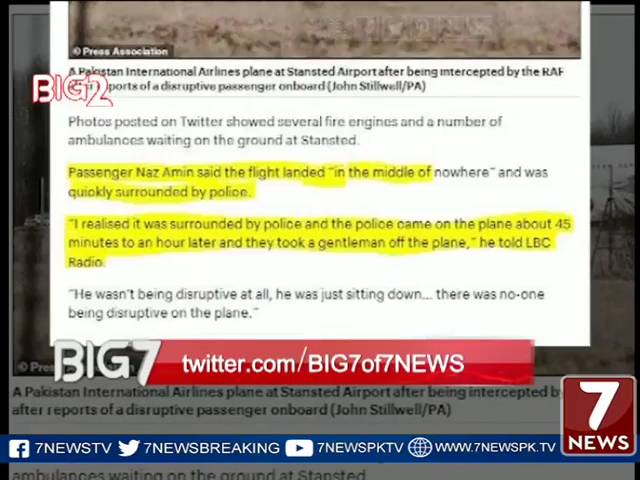 © Press Association
A Pakistan International Airlines plane at Stansted Airport after being intercepted by the RAF
reports of a disruptive passenger onboard (John Stillwell/PA)
BIG 7
Photos posted on Twitter showed several fire engines and a number of
ambulances waiting on the ground at Stansted.
Passenger Naz Amin said the flight landed "in the middle of nowhere" and was
quickly surrounded by police.
"I realised it was surrounded by police and the police came on the plane about 45
minutes to an hour later and they took a gentleman off the plane," he told LBC
Radio.
"He wasn't being disruptive at all, he was just sitting down... there was no-one
being disruptive on the plane."
BIG7 twitter.com/BIG7of7NEWS
© Pre
A Pakistan International Airlines plane at Stansted Airport after being intercepted by
after reports of a disruptive passenger onboard (John Stillwell/PA)
7
NEWS
7NEWSTV 7NEWSBREAKING 7NEWSPKTV WWW.7NEWSPK.TV
ambulances waiting on the ground at Stansted